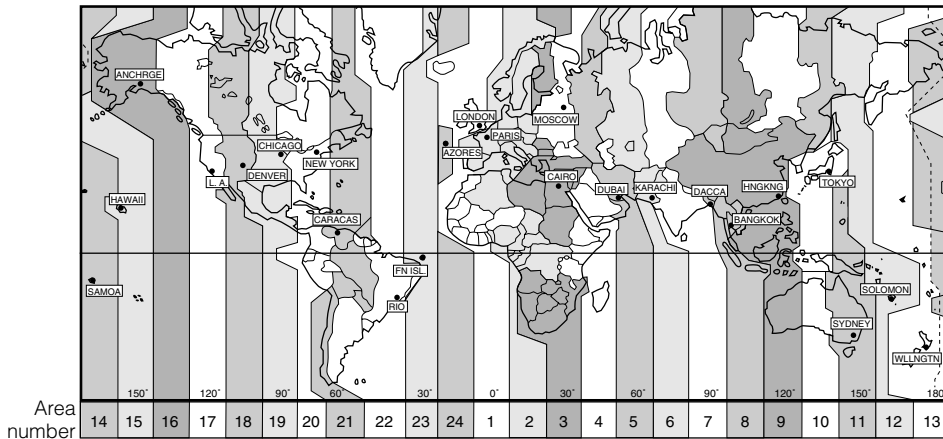 ANCHRGE
LONDON
MOSCOW
PARIS
CHICAGO
NEW YORK
AZORES
L. A.
DENVER
CAIRO
DUBAI
KARACHI
DACCA
HNGKNG
TOKYO
HAWAII
CARACAS
BANGKOK
FN ISL
SAMOA
RIO
SOLOMON
SYDNEY
WLLNGTN
150˚ 120˚ 90˚ 60˚ 30˚ 0˚ 30˚ 60˚ 90˚ 120˚ 150˚ 180˚
Area
number
14 15 16 17 18 19 20 21 22 23 24 1 2 3 4 5 6 7 8 9 10 11 12 13